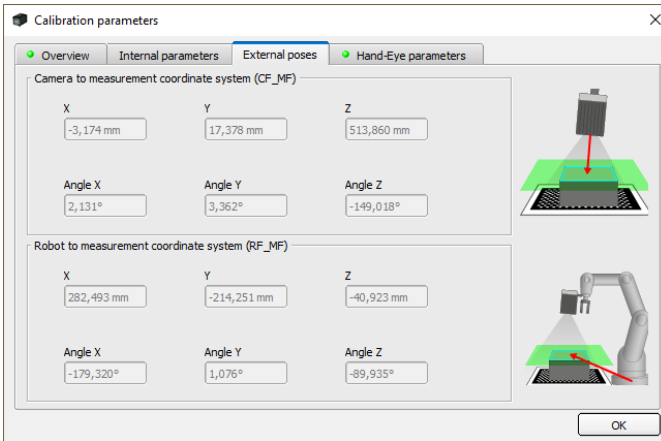 Calibration parameters
Overview Internal parameters External poses Hand-Eye parameters
Camera to measurement coordinate system (CF_MF)
X Y Z
-3,174 mm 17,378 mm 513,860 mm
Angle X Angle Y Angle Z
2,131° 3,362° -149,018°
Robot to measurement coordinate system (RF_MF)
X Y Z
282,493 mm -214,251 mm -40,923 mm
Angle X Angle Y Angle Z
-179,320° 1,076° -89,935°
OK